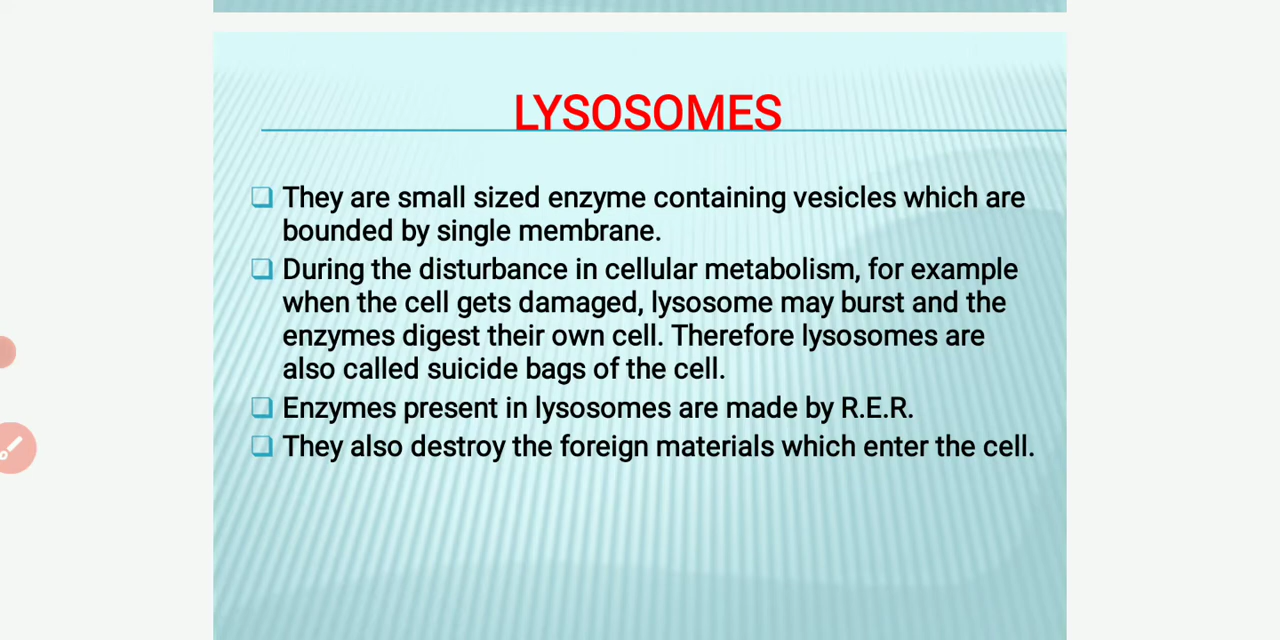 LYSOSOMES
They are small sized enzyme containing vesicles which are
bounded by single membrane.
During the disturbance in cellular metabolism, for example
when the cell gets damaged, lysosome may burst and the
enzymes digest their own cell. Therefore lysosomes are
also called suicide bags of the cell.
Enzymes present in lysosomes are made by R.E.R.
They also destroy the foreign materials which enter the cell.